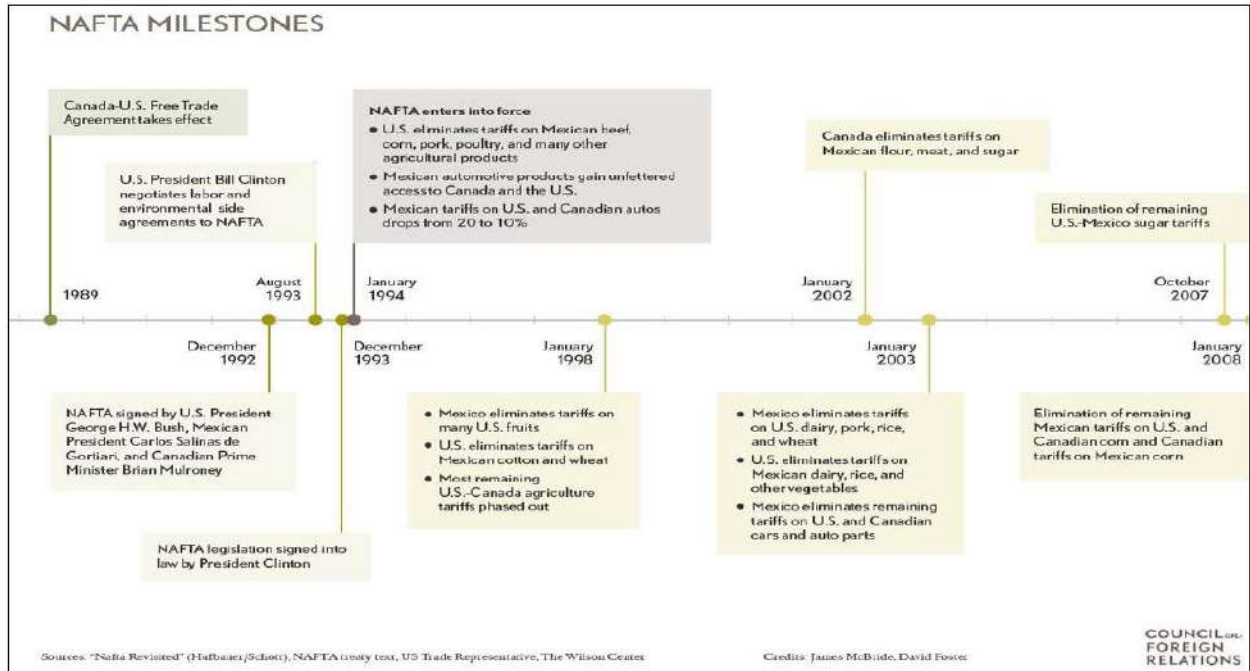 NAFTA MILESTONES
Canada-U.S. Free Trade
Agreement takes effect
U.S. President Bill Clinton
negotiates labor and
environmental side
agreements to NAFTA
NAFTA enters into force
• U.S. eliminates tariffs on Mexican beef,
corn, pork, poultry, and many other
agricultural products
• Mexican automotive products gain unfettered
access to Canada and the U.S.
• Mexican tariffs on U.S. and Canadian autos
drops from 20 to 10%
Canada eliminates tariffs on
Mexican flour, meat, and sugar
Elimination of remaining
U.S.-Mexico sugar tariffs
1989
August
1993
January
1994
January
2002
October
2007
December
1992
December
1993
January
1998
January
2003
January
2008
NAFTA signed by U.S. President
George H.W. Bush, Mexican
President Carlos Salinas de
Gortiari, and Canadian Prime
Minister Brian Mulroney
NAFTA legislation signed into
law by President Clinton
• Mexico eliminates tariffs on
many U.S. fruits
• U.S. eliminates tariffs on
Mexican cotton and wheat
• Most remaining
U.S.-Canada agriculture
tariffs phased out
• Mexico eliminates tariffs
on U.S. dairy, pork, rice,
and wheat
• U.S. eliminates tariffs on
Mexican dairy, rice, and
other vegetables
• Mexico eliminates remaining
tariffs on U.S. and Canadian
cars and auto parts
Elimination of remaining
Mexican tariffs on U.S. and
Canadian corn and Canadian
tariffs on Mexican corn
Sources: "Nafta Revisited" (Hufbauer/Schott), NAFTA treaty text, US Trade Representative, The Wilson Center
Credits: James McBride, David Foster
COUNCIL on
FOREIGN
RELATIONS